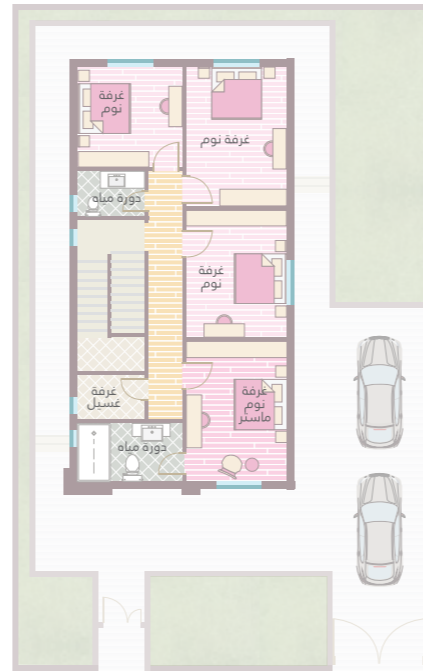 غرفة
نوم
غرفة نوم
دورة مياه
غرفة
نوم
غرفة
غسيل
غرفة
نوم
ماستر
دورة مياه